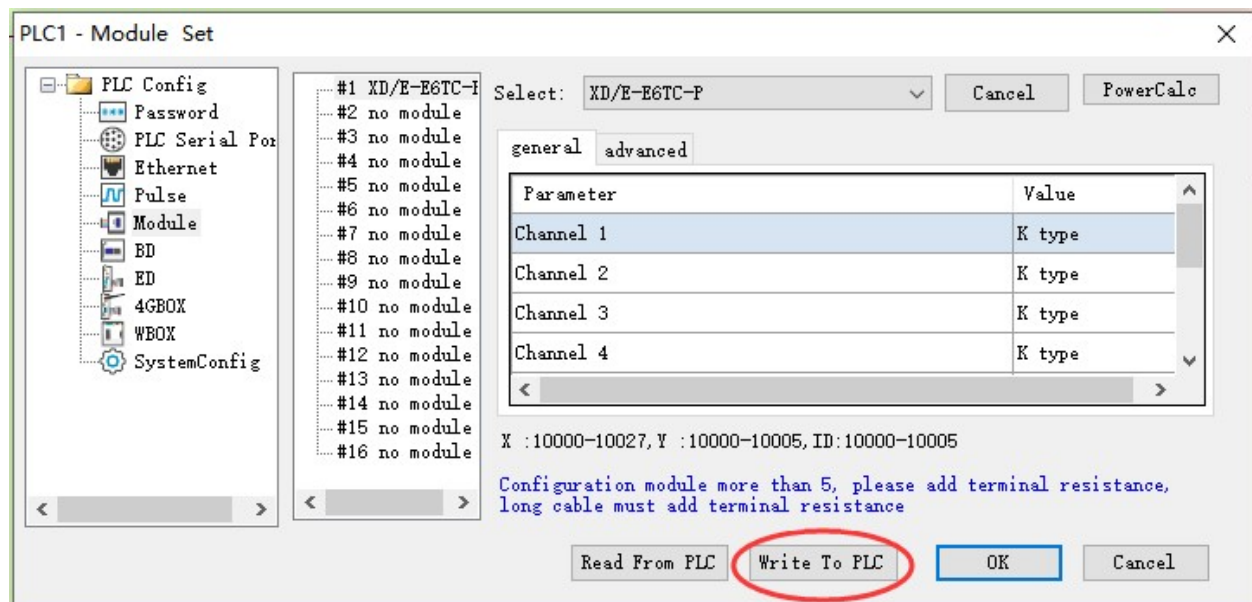 PLC1 - Module Set
PLC Config
Password
PLC Serial Por
Ethernet
Pulse
Module
BD
ED
4GBOX
WBOX
SystemConfig
#1 XD/E-E6TC-P
#2 no module
#3 no module
#4 no module
#5 no module
#6 no module
#7 no module
#8 no module
#9 no module
#10 no module
#11 no module
#12 no module
#13 no module
#14 no module
#15 no module
#16 no module
Select: XD/E-E6TC-P Cancel PowerCalc
general advanced
Parameter Value
Channel 1 K type
Channel 2 K type
Channel 3 K type
Channel 4 K type
X :10000-10027,Y :10000-10005,ID:10000-10005
Configuration module more than 5, please add terminal resistance,
long cable must add terminal resistance
Read From PLC Write To PLC OK Cancel